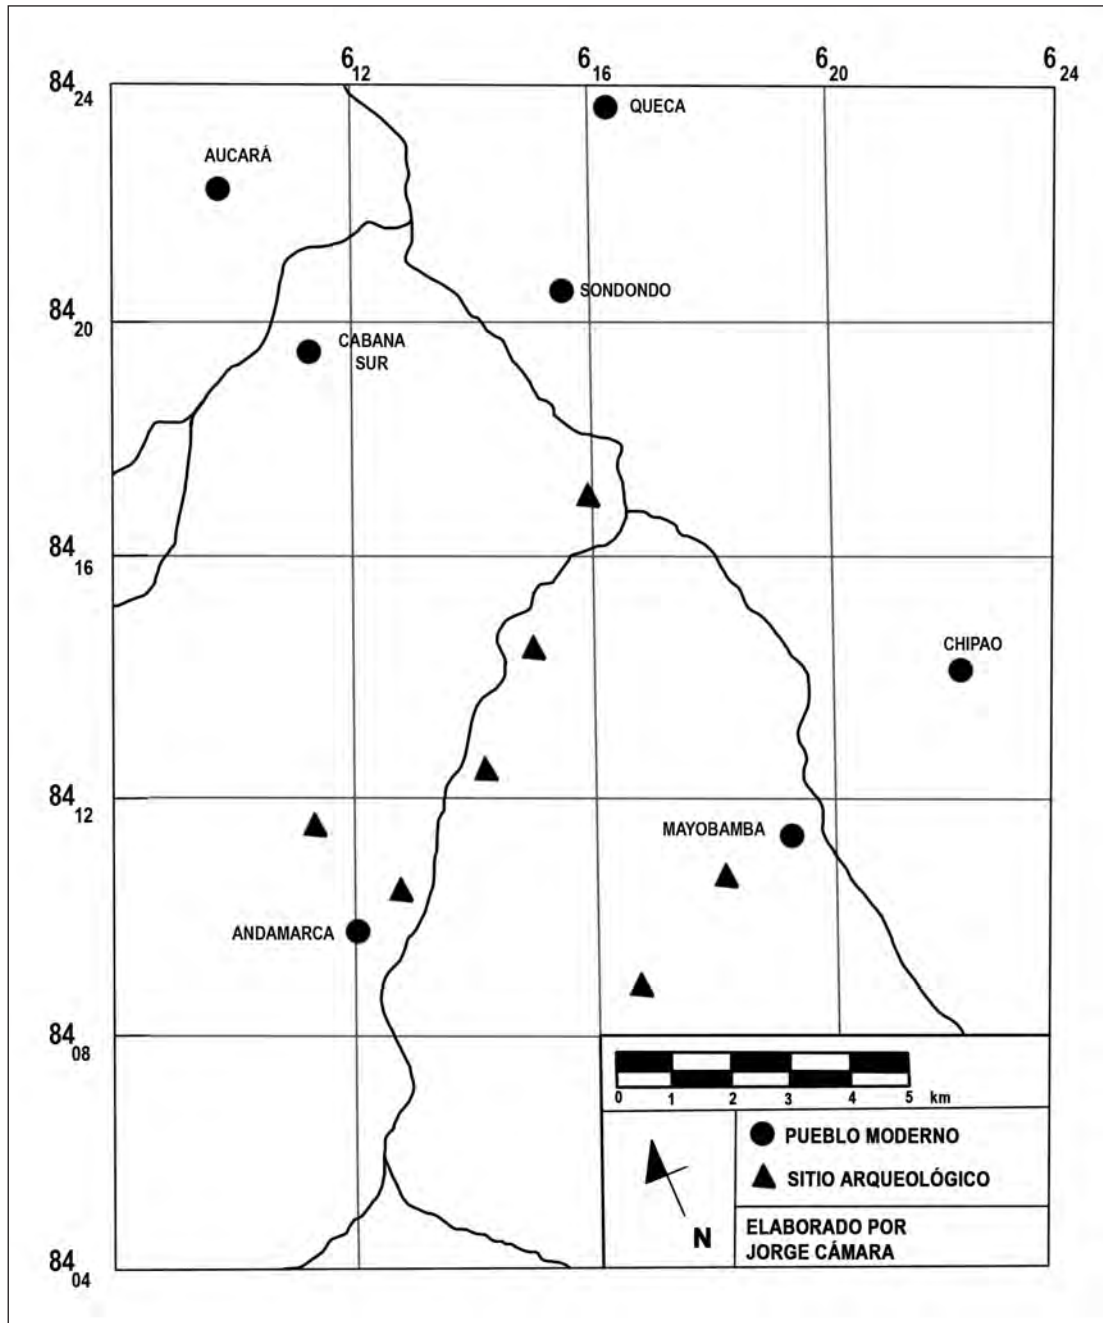 6 12
6 16
6 20
6 24
84 24
QUECA
AUCARÁ
SONDONDO
84 20
CABANA
SUR
84 16
CHIPAO
84 12
MAYOBAMBA
ANDAMARCA
84 08
0 1 2 3 4 5 km
PUEBLO MODERNO
SITIO ARQUEOLÓGICO
N
ELABORADO POR
JORGE CÁMARA
84 04